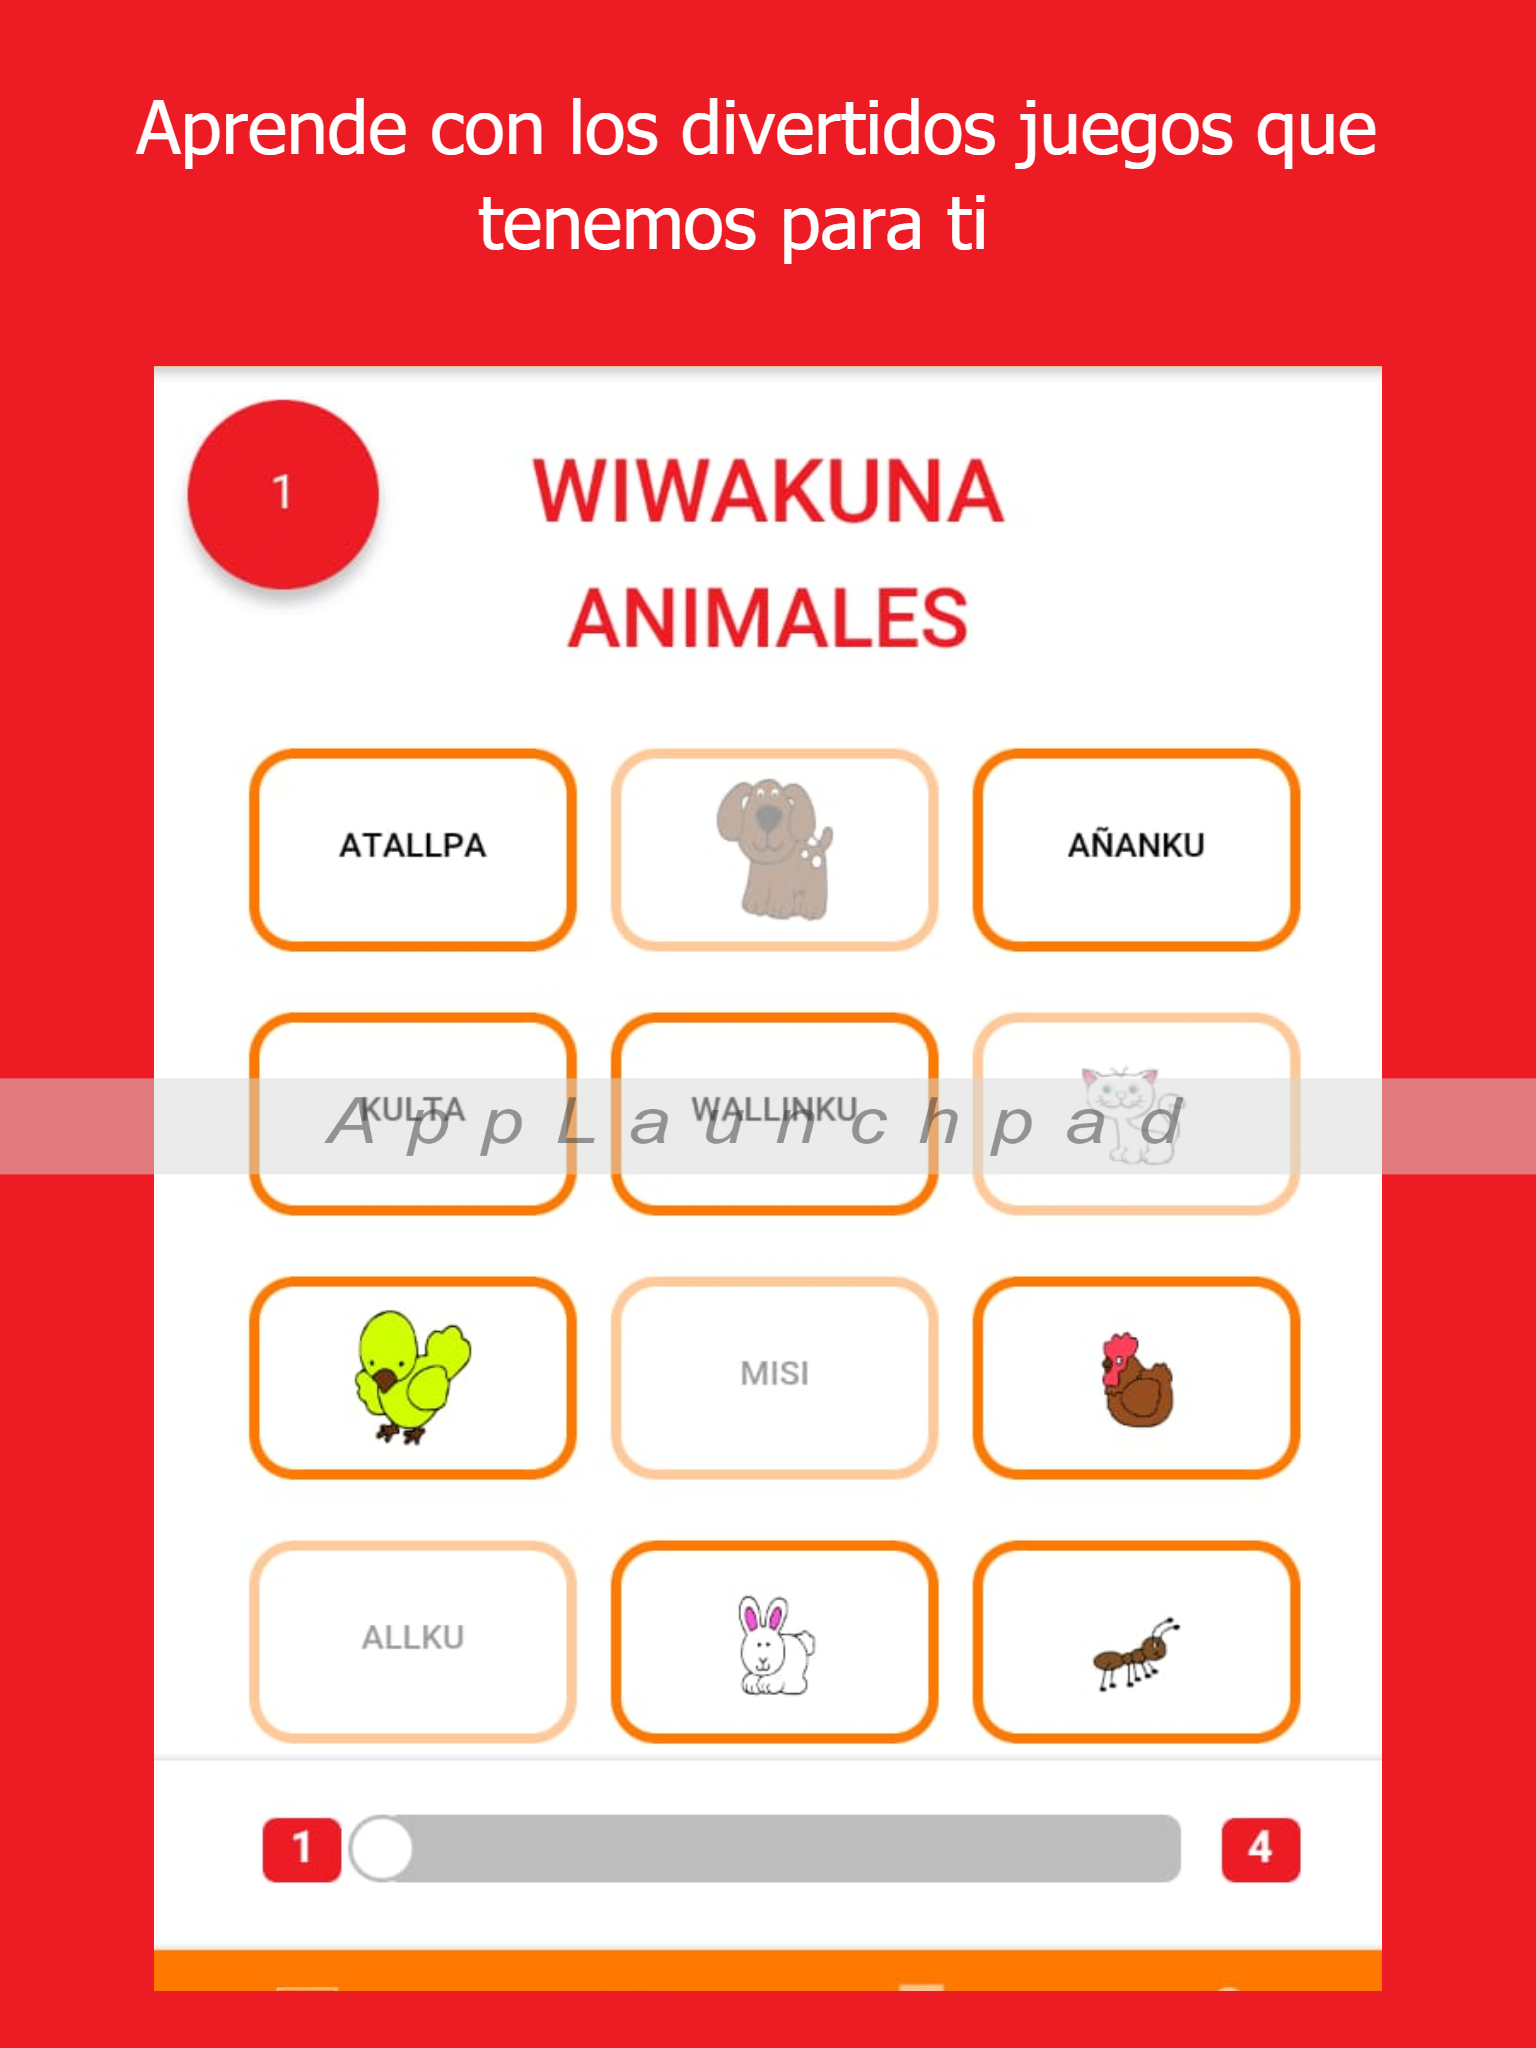 Aprende con los divertidos juegos que
tenemos para ti
1
WIWAKUNA
ANIMALES
ATALLPA
AÑANKU
KULTA
WALLINKU
AppLaunchpad
MISI
ALLKU
1
4